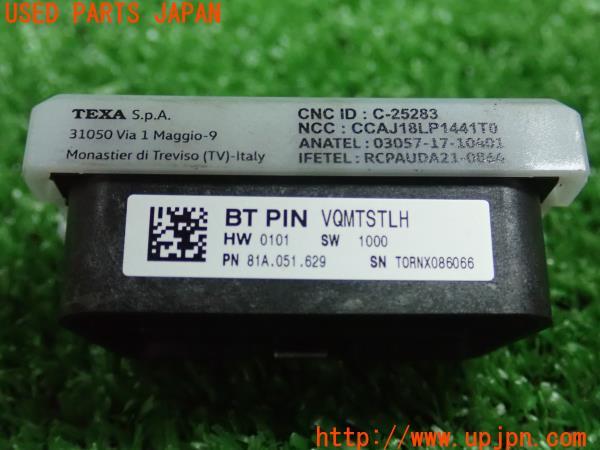 USED PARTS JAPAN
TEXA S.p.A.
31050 Via 1 Maggio-9
Monastier di Treviso (TV)-Italy
CNC ID : C-25283
NCC : CCAJ18LP1441T0
ANATEL : 03057-17-10401
IFETEL : RCPAUDA21-0844
BT PIN VQMTSTLH
HW 0101 SW 1000
PN 81A.051.629 SN TORNX086066
http://www.upjpn.com/